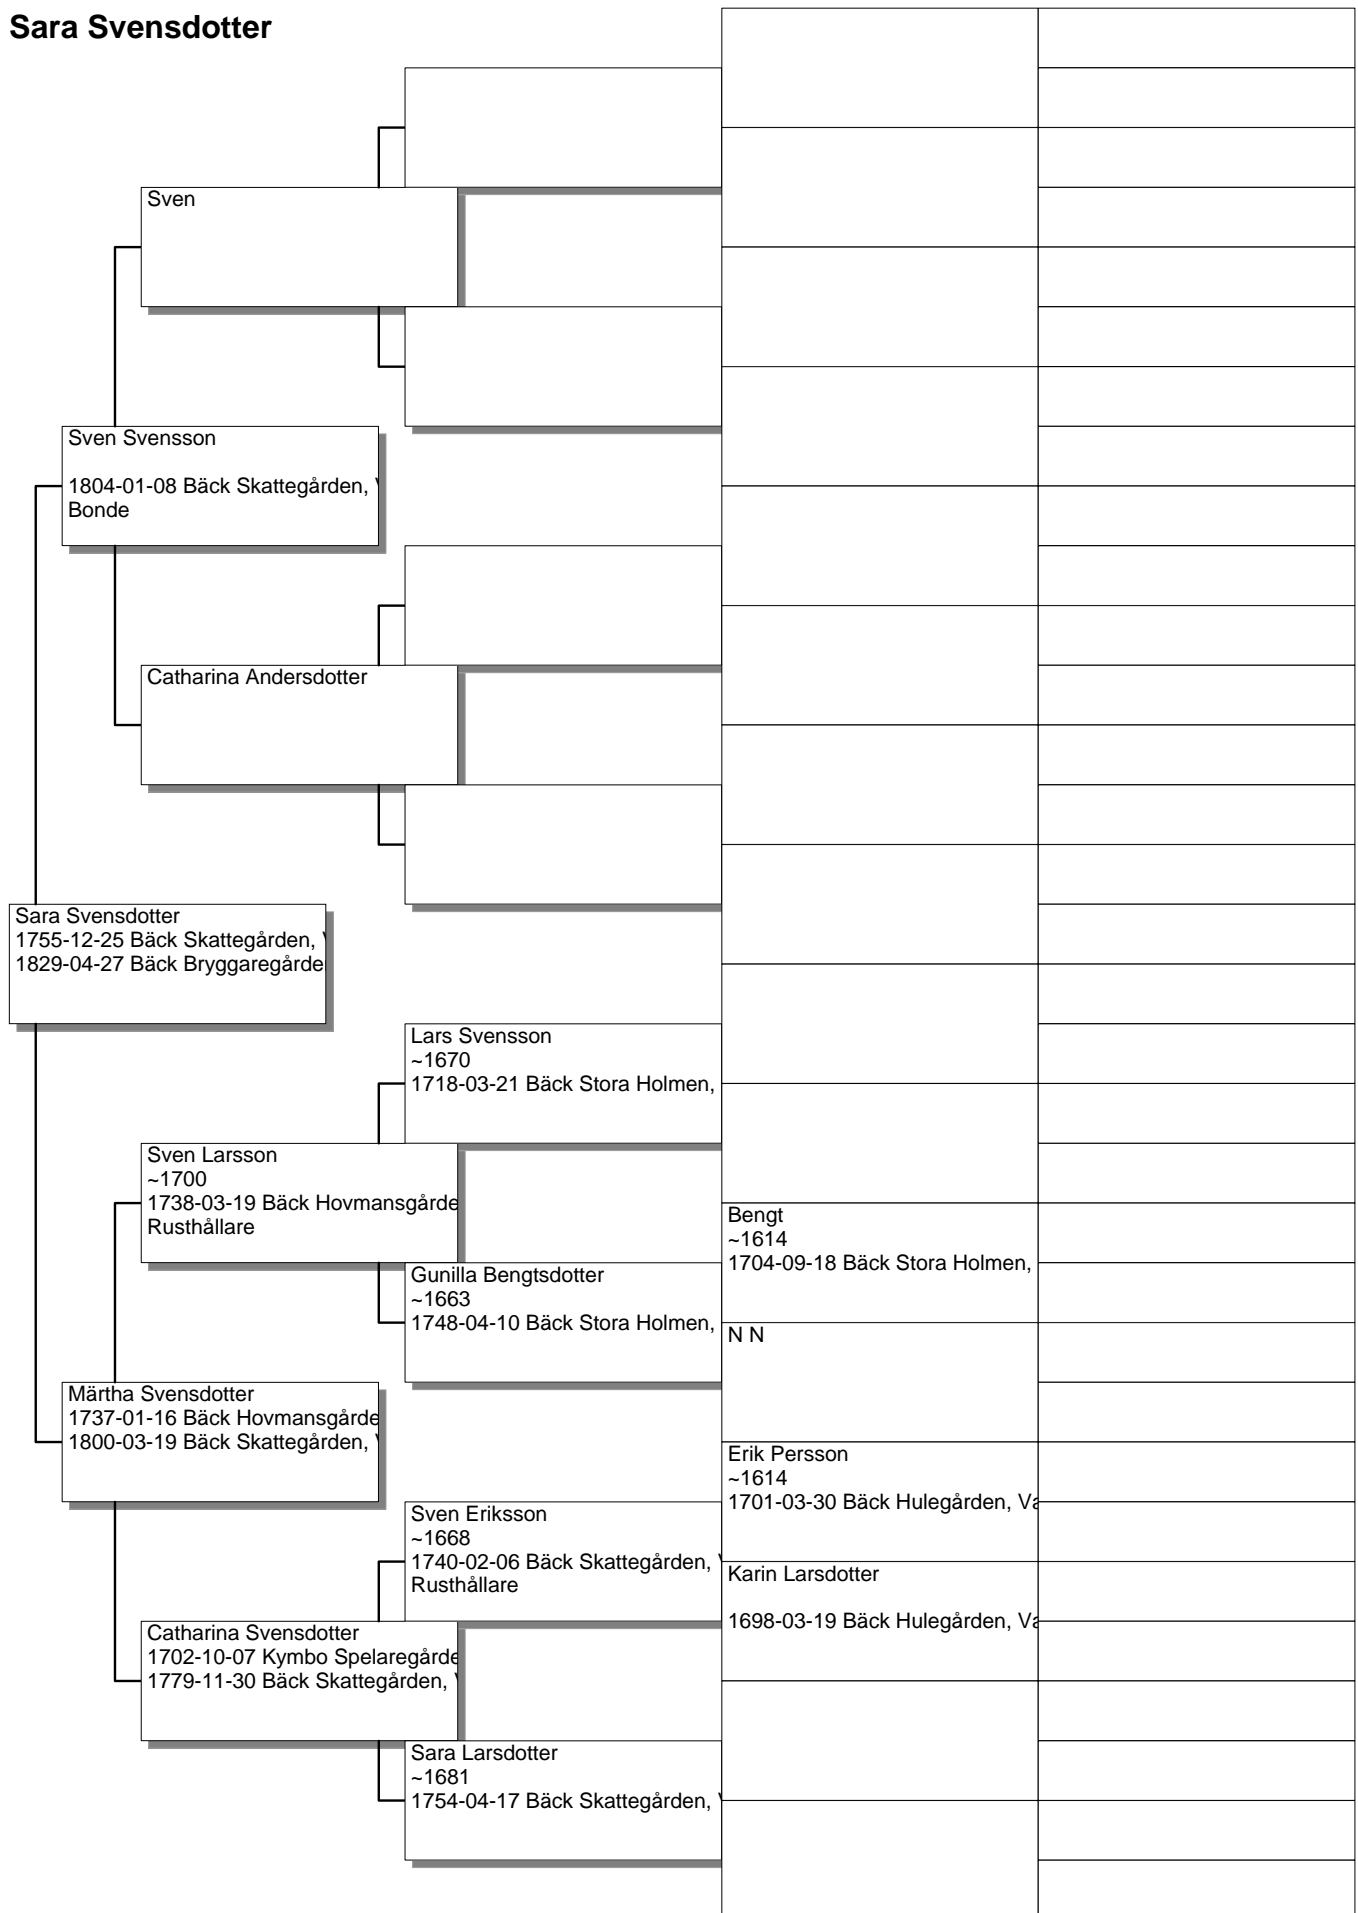 Sara Svensdotter
Sven
Sven Svensson
1804-01-08 Bäck Skattegården,
Bonde
Catharina Andersdotter
Sara Svensdotter
1755-12-25 Bäck Skattegården,
1829-04-27 Bäck Bryggaregårde
Lars Svensson
~1670
1718-03-21 Bäck Stora Holmen,
Sven Larsson
~1700
1738-03-19 Bäck Hovmansgårde
Rusthållare
Bengt
~1614
1704-09-18 Bäck Stora Holmen,
Gunilla Bengtsdotter
~1663
1748-04-10 Bäck Stora Holmen,
N N
Märtha Svensdotter
1737-01-16 Bäck Hovmansgårde
1800-03-19 Bäck Skattegården,
Erik Persson
~1614
1701-03-30 Bäck Hulegården, Va
Sven Eriksson
~1668
1740-02-06 Bäck Skattegården,
Rusthållare
Karin Larsdotter
1698-03-19 Bäck Hulegården, Va
Catharina Svensdotter
1702-10-07 Kymbo Spelaregårde
1779-11-30 Bäck Skattegården,
Sara Larsdotter
~1681
1754-04-17 Bäck Skattegården,